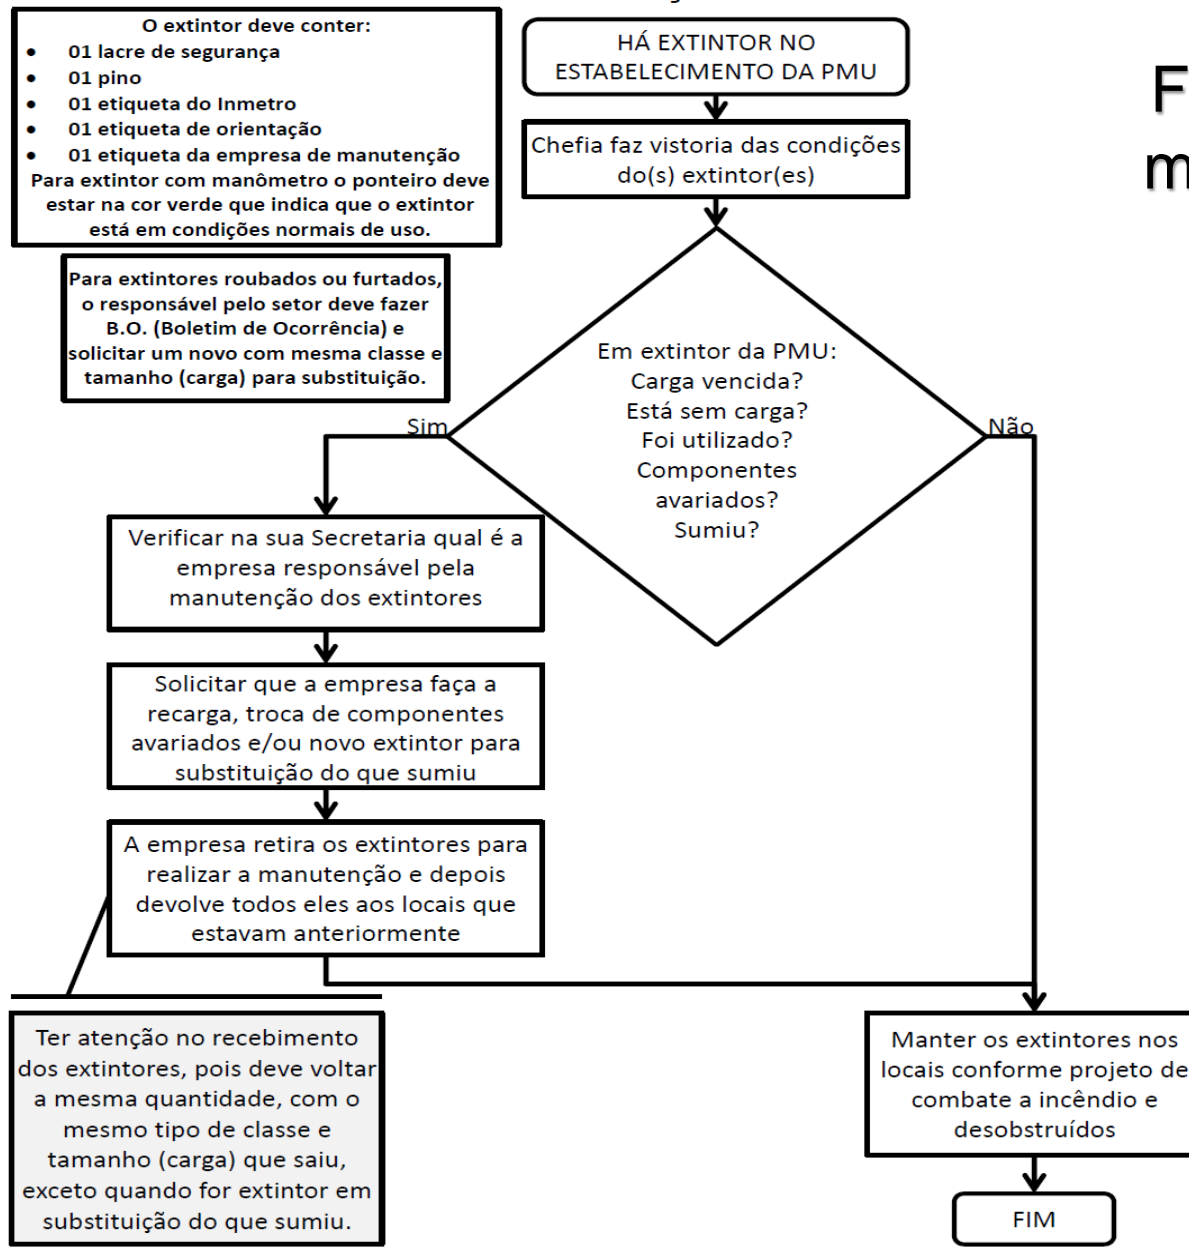 O extintor deve conter:
• 01 lacre de segurança
• 01 pino
• 01 etiqueta do Inmetro
• 01 etiqueta de orientação
• 01 etiqueta da empresa de manutenção
Para extintor com manômetro o ponteiro deve
estar na cor verde que indica que o extintor
está em condições normais de uso.
Para extintores roubados ou furtados,
o responsável pelo setor deve fazer
B.O. (Boletim de Ocorrência) e
solicitar um novo com mesma classe e
tamanho (carga) para substituição.
HÁ EXTINTOR NO
ESTABELECIMENTO DA PMU
F
m
Chefia faz vistoria das condições
do(s) extintor(es)
Em extintor da PMU:
Carga vencida?
Está sem carga?
Foi utilizado?
Componentes
avariados?
Sumiu?
Sim
Não
Verificar na sua Secretaria qual é a
empresa responsável pela
manutenção dos extintores
Solicitar que a empresa faça a
recarga, troca de componentes
avariados e/ou novo extintor para
substituição do que sumiu
A empresa retira os extintores para
realizar a manutenção e depois
devolve todos eles aos locais que
estavam anteriormente
Ter atenção no recebimento
dos extintores, pois deve voltar
a mesma quantidade, com o
mesmo tipo de classe e
tamanho (carga) que saiu,
exceto quando for extintor em
substituição do que sumiu.
Manter os extintores nos
locais conforme projeto de
combate a incêndio e
desobstruídos
FIM